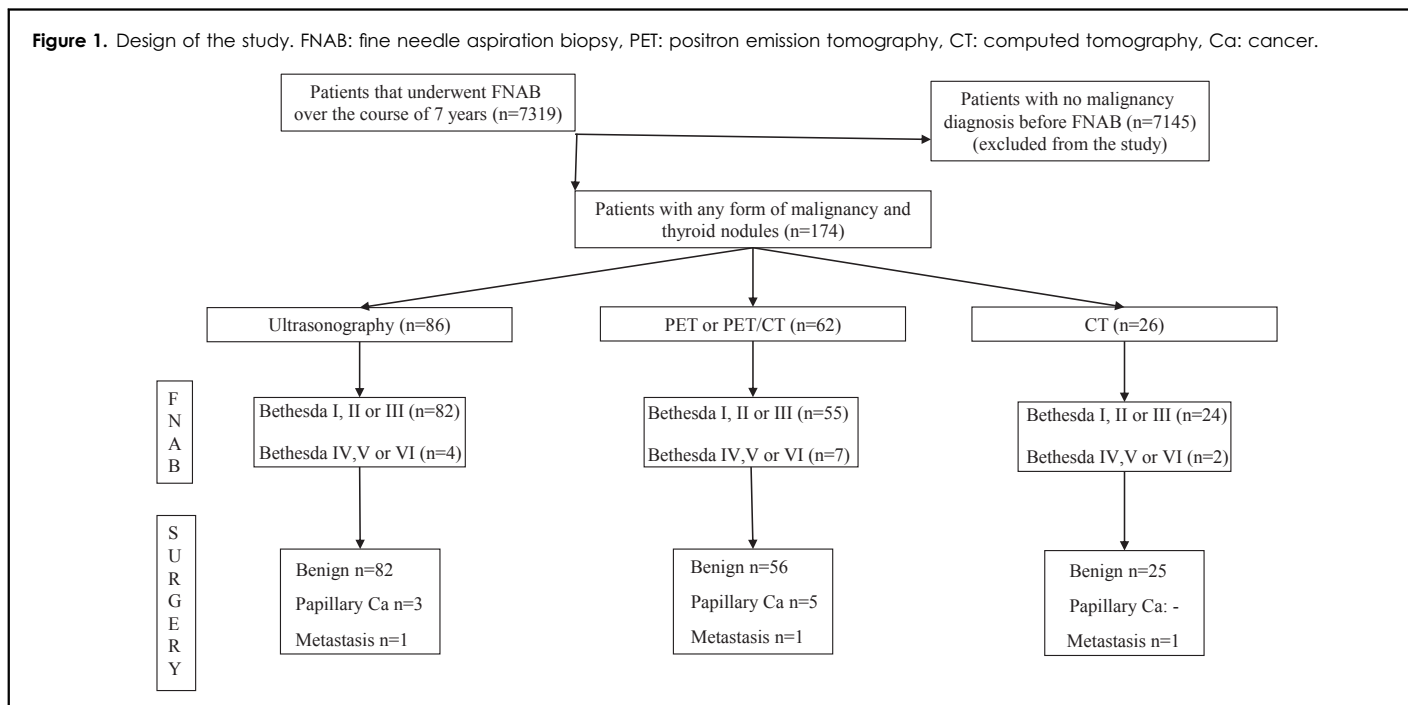 Figure 1. Design of the study. FNAB: fine needle aspiration biopsy, PET: positron emission tomography, CT: computed tomography, Ca: cancer.
Patients that underwent FNAB
over the course of 7 years (n=7319)
Patients with no malignancy
diagnosis before FNAB (n=7145)
(excluded from the study)
Patients with any form of malignancy and
thyroid nodules (n=174)
Ultrasonography (n=86)
PET or PET/CT (n=62)
CT (n=26)
F
N
A
B
Bethesda I, II or III (n=82)
Bethesda IV,V or VI (n=4)
Bethesda I, II or III (n=55)
Bethesda IV,V or VI (n=7)
Bethesda I, II or III (n=24)
Bethesda IV,V or VI (n=2)
S
U
R
G
E
R
Y
Benign n=82
Papillary Ca n=3
Metastasis n=1
Benign n=56
Papillary Ca n=5
Metastasis n=1
Benign n=25
Papillary Ca: -
Metastasis n=1